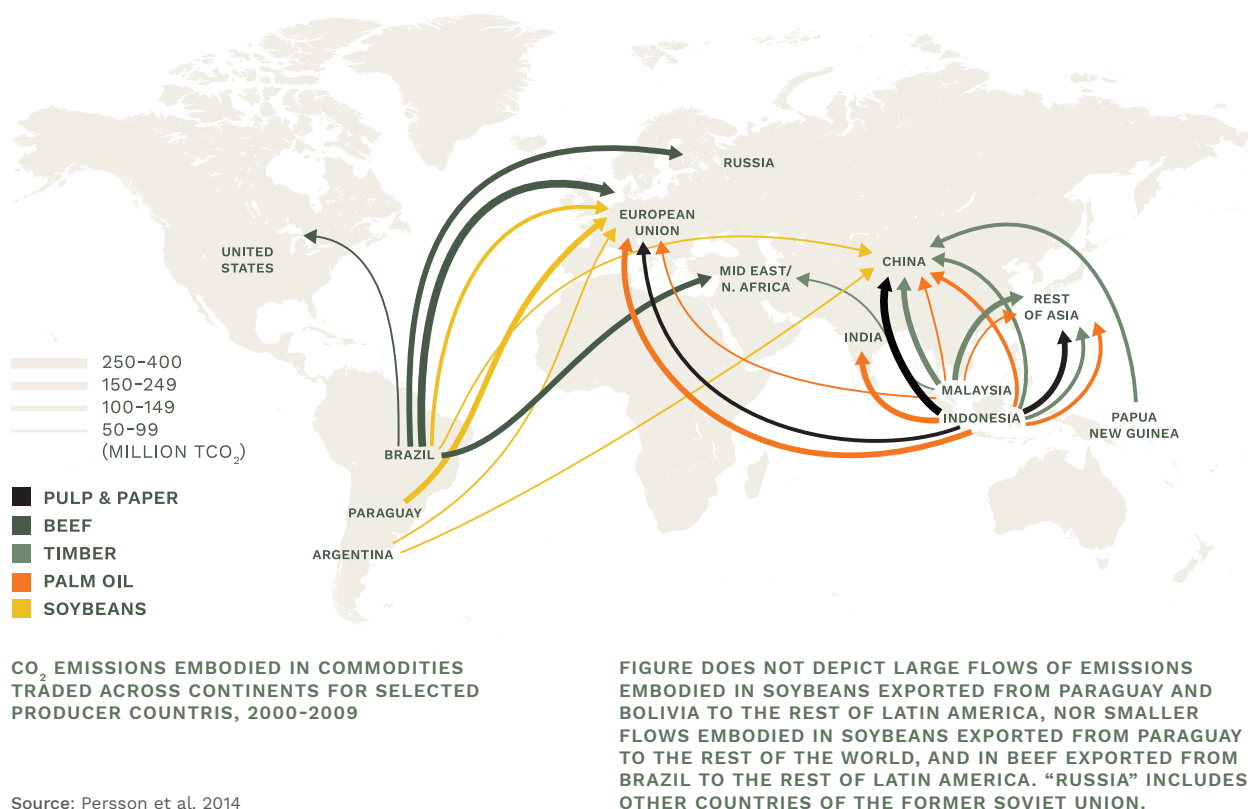 RUSSIA
EUROPEAN
UNION
UNITED
STATES
CHINA
MID EAST/
N. AFRICA
REST
OF ASIA
INDIA
MALAYSIA
INDONESIA
PAPUA
NEW GUINEA
BRAZIL
PARAGUAY
ARGENTINA
250-400
150-249
100-149
50-99
(MILLION TCO₂)
PULP & PAPER
BEEF
TIMBER
PALM OIL
SOYBEANS
CO₂ EMISSIONS EMBODIED IN COMMODITIES
TRADED ACROSS CONTINENTS FOR SELECTED
PRODUCER COUNTRIS, 2000-2009
Source: Persson et al. 2014
FIGURE DOES NOT DEPICT LARGE FLOWS OF EMISSIONS
EMBODIED IN SOYBEANS EXPORTED FROM PARAGUAY AND
BOLIVIA TO THE REST OF LATIN AMERICA, NOR SMALLER
FLOWS EMBODIED IN SOYBEANS EXPORTED FROM PARAGUAY
TO THE REST OF THE WORLD, AND IN BEEF EXPORTED FROM
BRAZIL TO THE REST OF LATIN AMERICA. “RUSSIA” INCLUDES
OTHER COUNTRIES OF THE FORMER SOVIET UNION.